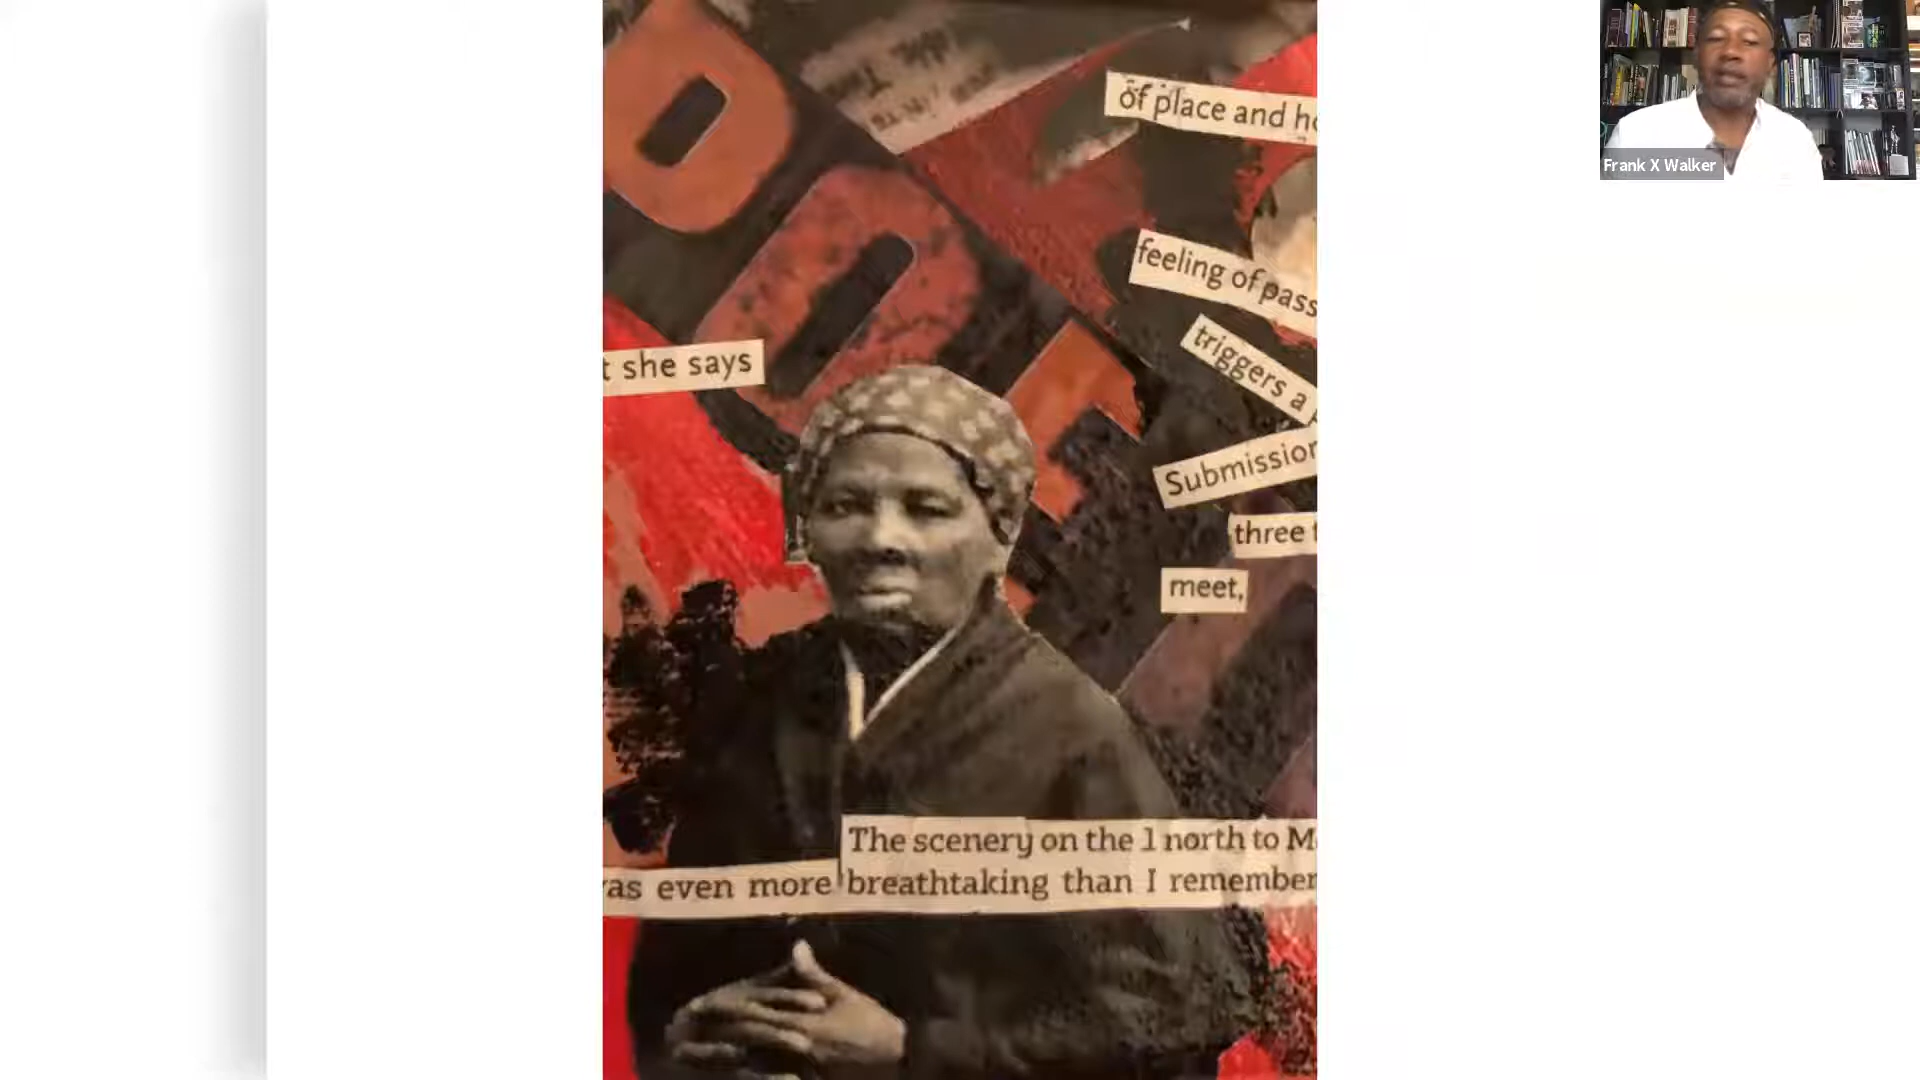 of place and ho
Frank X Walker
feeling of pass
triggers a
t she says
Submission
three t
meet,
The scenery on the 1 north to M
as even more breathtaking than I remember